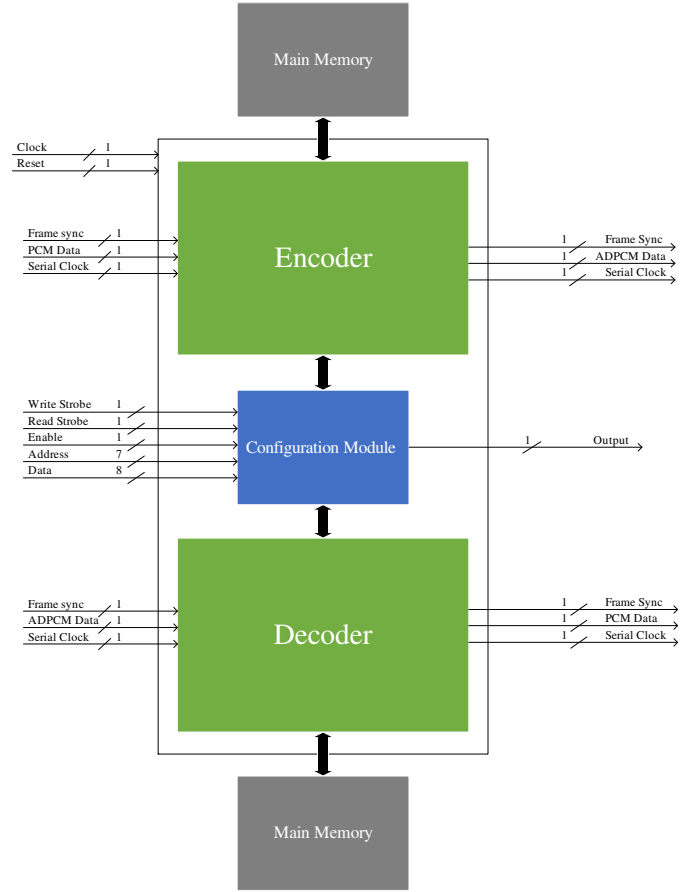 Main Memory
Clock 1
Reset 1
Frame sync 1
PCM Data 1
Serial Clock 1
Encoder
1 Frame Sync
1 ADPCM Data
1 Serial Clock
Write Strobe 1
Read Strobe 1
Enable 1
Address 7
Data 8
Configuration Module
1 Output
Frame sync 1
ADPCM Data 1
Serial Clock 1
Decoder
1 Frame Sync
1 PCM Data
1 Serial Clock
Main Memory